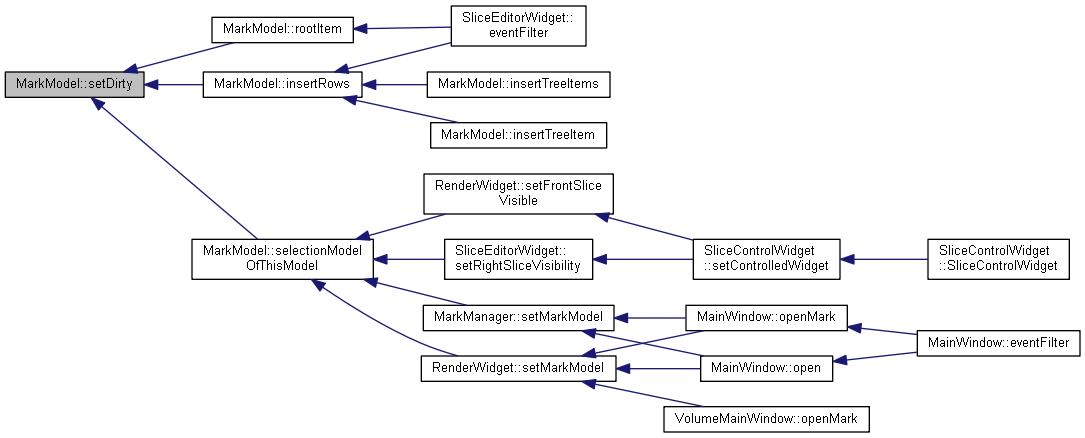 MarkModel::setDirty
MarkModel::rootItem
SliceEditorWidget::
eventFilter
MarkModel::insertRows
MarkModel::insertTreeItems
MarkModel::insertTreeItem
MarkModel::selectionModel
OfThisModel
RenderWidget::setFrontSlice
Visible
SliceEditorWidget::
setRightSliceVisibility
SliceControlWidget
::setControlledWidget
SliceControlWidget
::SliceControlWidget
MarkManager::setMarkModel
MainWindow::openMark
MainWindow::eventFilter
RenderWidget::setMarkModel
MainWindow::open
VolumeMainWindow::openMark